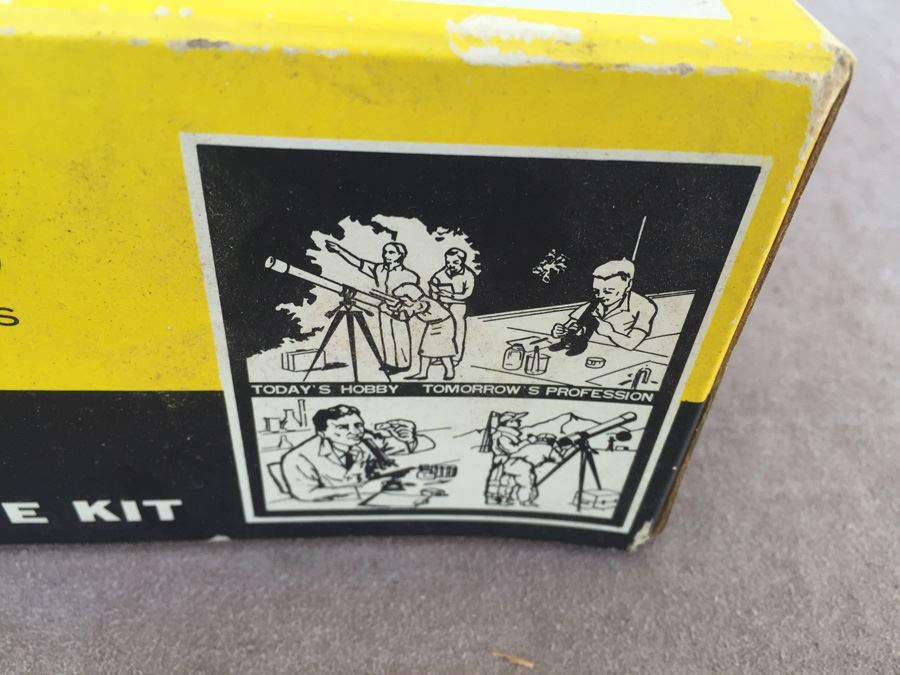 S
TODAY'S HOBBY TOMORROW'S PROFESSION
E KIT